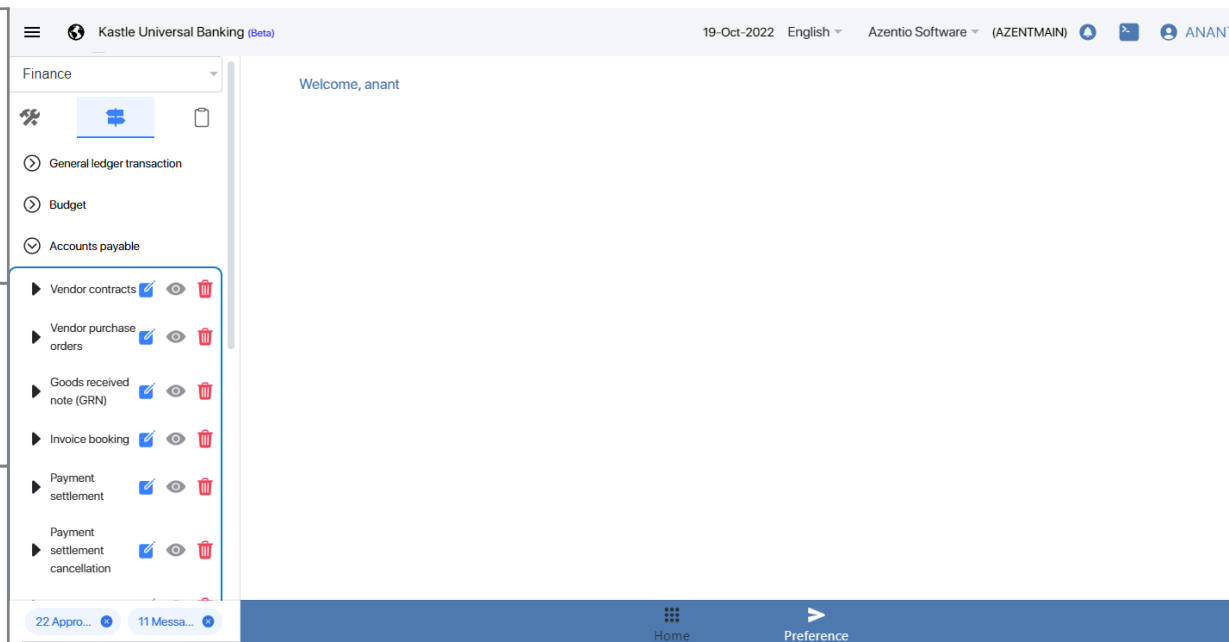 Kastle Universal Banking (Beta)
19-Oct-2022 English Azentio Software (AZENTMAIN) ANANT
Finance
Welcome, anant
General ledger transaction
Budget
Accounts payable
Vendor contracts
Vendor purchase
orders
Goods received
note (GRN)
Invoice booking
Payment
settlement
Payment
settlement
cancellation
22 Appro...
11 Messa...
Home
Preference